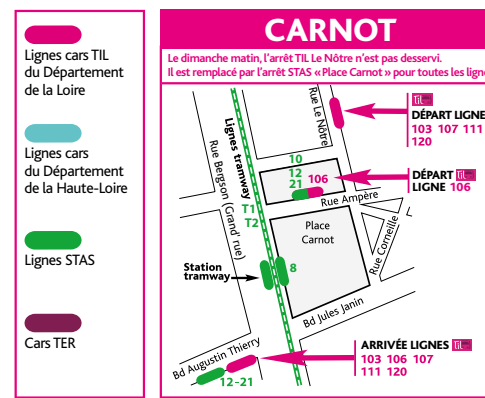 Lignes cars TIL
du Département
de la Loire
Lignes cars
du Département
de la Haute-Loire
Lignes STAS
Cars TER
CARNOT
Le dimanche matin, l'arrêt TIL Le Nôtre n'est pas desservi.
Il est remplacé par l'arrêt STAS « Place Carnot » pour toutes les lign
Rue Le Nôtre
Lignes tramway
Rue Bergson (Grand' rue)
TIL
DÉPART LIGNE
103 107 111
120
10
12
21
106
DÉPART TIL
LIGNE 106
Rue Ampère
T1
T2
Place
Carnot
Rue Corneille
Station
tramway
8
Bd Jules Janin
Bd Augustin Thierry
12-21
ARRIVÉE LIGNES TIL
103 106 107
111 120